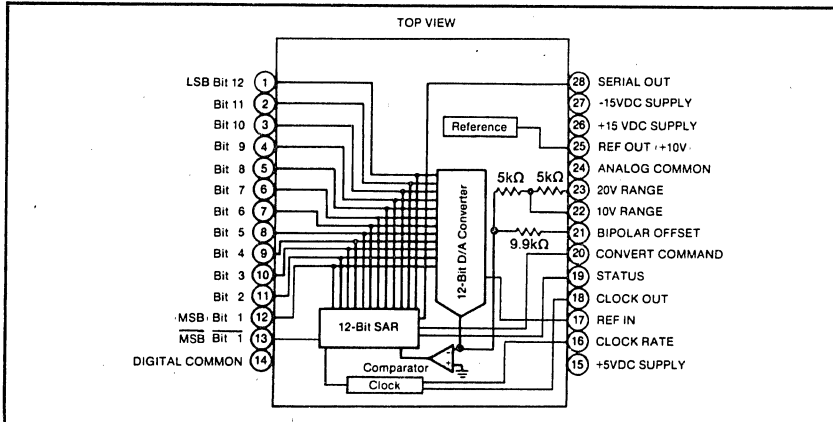 TOP VIEW
LSB Bit 12 1
Bit 11 2
Bit 10 3
Bit 9 4
Bit 8 5
Bit 7 6
Bit 6 7
Bit 5 8
Bit 4 9
Bit 3 10
Bit 2 11
MSB Bit 1 12
MSB Bit 1 13
DIGITAL COMMON 14
Reference
12-Bit D/A Converter
12-Bit SAR
Comparator
- +
Clock
5kΩ 5kΩ
9.9kΩ
28 SERIAL OUT
27 -15VDC SUPPLY
26 +15 VDC SUPPLY
25 REF OUT (+10V)
24 ANALOG COMMON
23 20V RANGE
22 10V RANGE
21 BIPOLAR OFFSET
20 CONVERT COMMAND
19 STATUS
18 CLOCK OUT
17 REF IN
16 CLOCK RATE
15 +5VDC SUPPLY